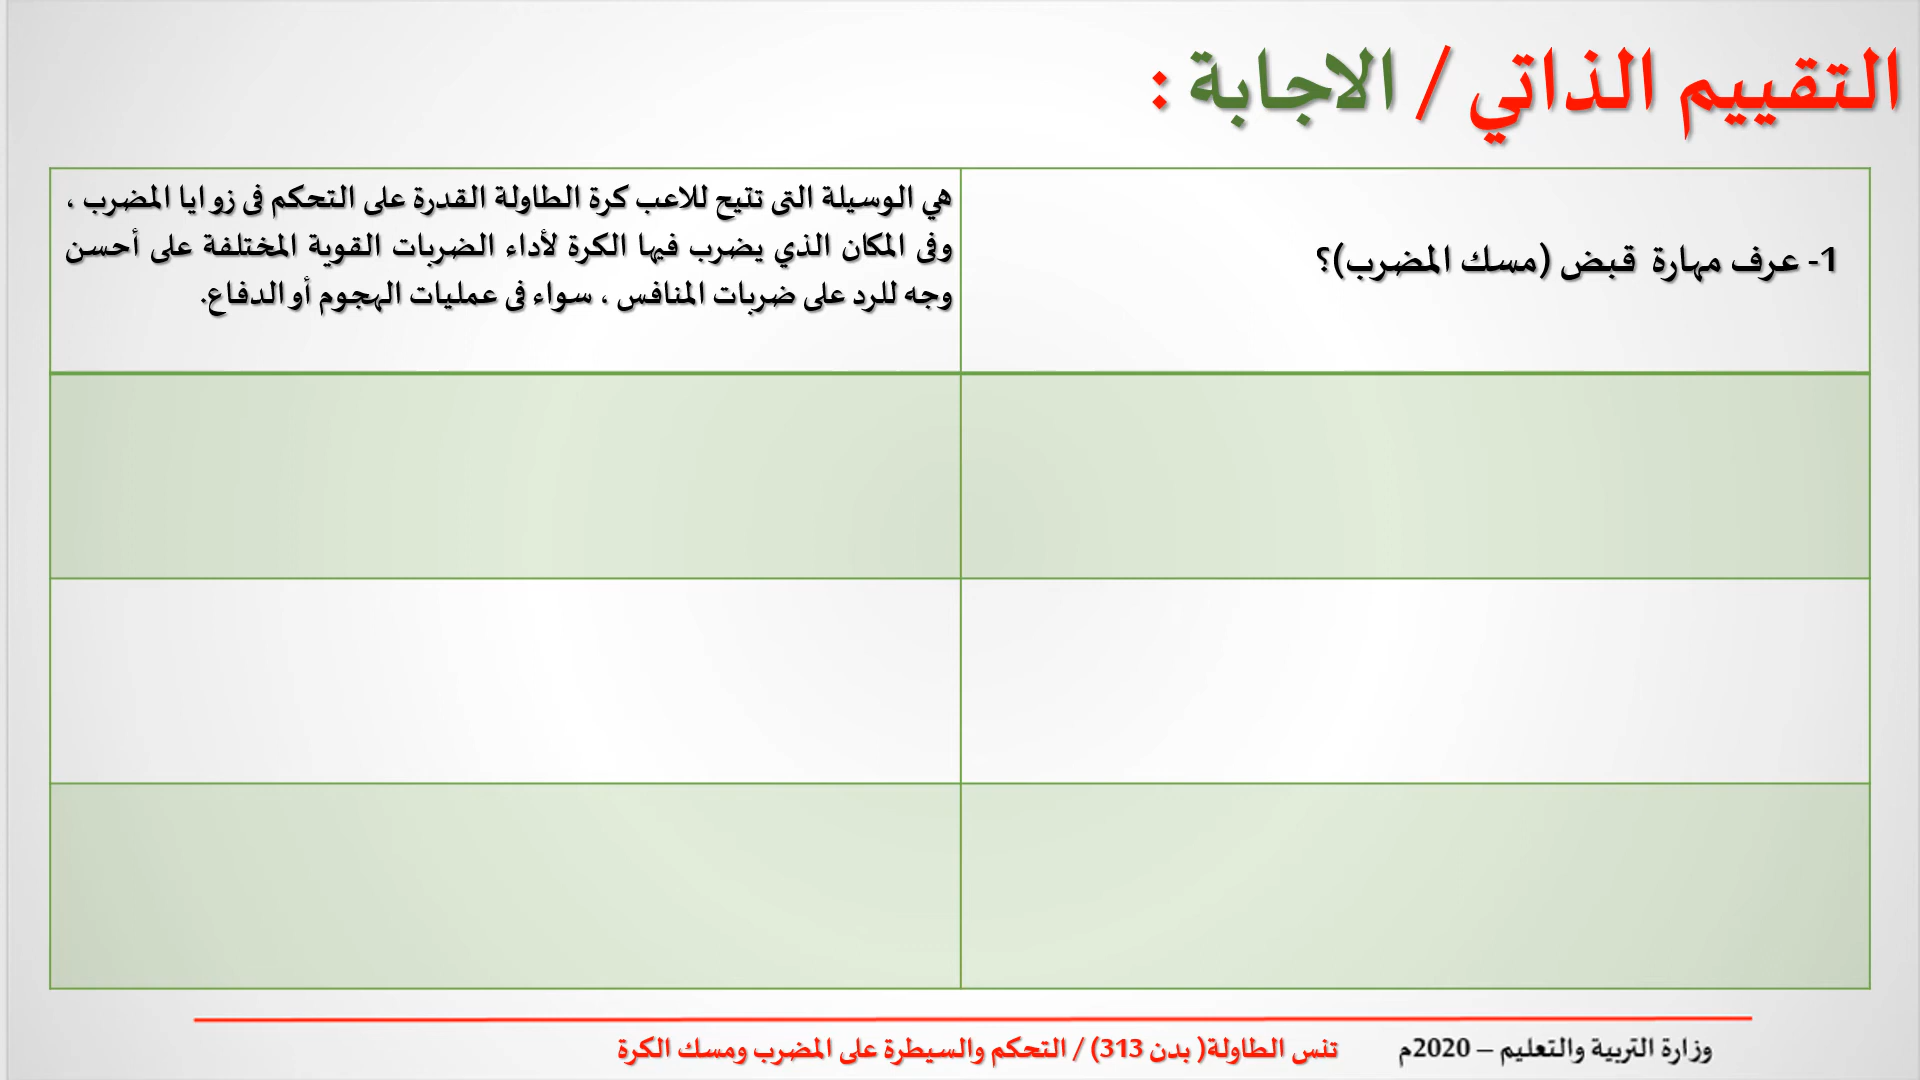 التقييم الذاتي / الاجابة :
1- عرف مهارة قبض (مسك المضرب)؟
هي الوسيلة التى تتيح للاعب كرة الطاولة القدرة على التحكم فى زوايا المضرب ،
وفى المكان الذي يضرب فيها الكرة لأداء الضربات القوية المختلفة على أحسن
وجه للرد على ضربات المنافس ، سواء فى عمليات الهجوم أو الدفاع.
وزارة التربية والتعليم – 2020م
تنس الطاولة( بدن 313) / التحكم والسيطرة على المضرب ومسك الكرة